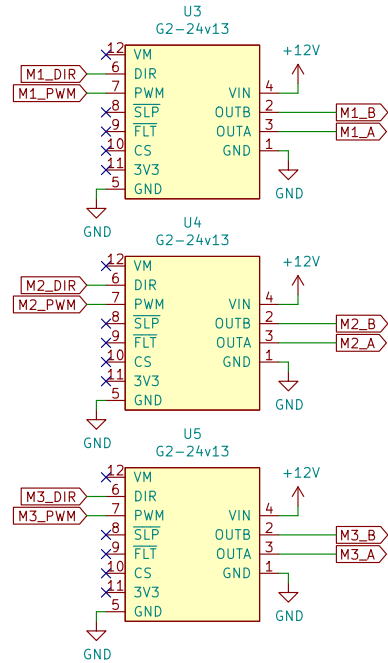 U3
G2-24v13
+12V
12 VM
M1_DIR 6 DIR
M1_PWM 7 PWM VIN 4
8 SLP OUTB 2 M1_B
9 FLT OUTA 3 M1_A
10 CS GND 1
11 3V3
5 GND
GND
GND
U4
G2-24v13
+12V
12 VM
M2_DIR 6 DIR
M2_PWM 7 PWM VIN 4
8 SLP OUTB 2 M2_B
9 FLT OUTA 3 M2_A
10 CS GND 1
11 3V3
5 GND
GND
GND
U5
G2-24v13
+12V
12 VM
M3_DIR 6 DIR
M3_PWM 7 PWM VIN 4
8 SLP OUTB 2 M3_B
9 FLT OUTA 3 M3_A
10 CS GND 1
11 3V3
5 GND
GND
GND